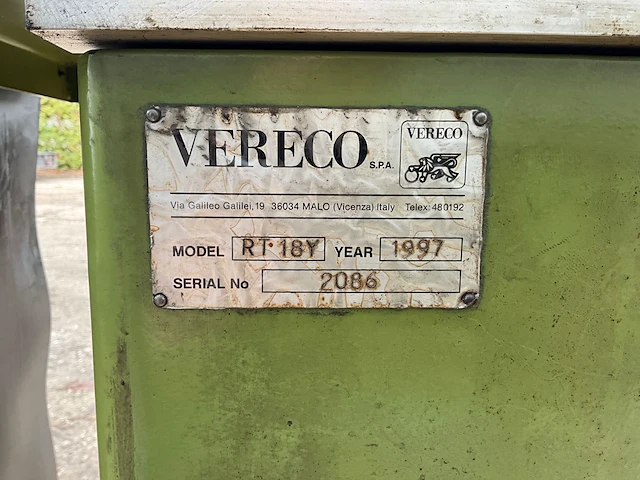 VERECO S.P.A.
VERECO
Via Galileo Galilei,19 36034 MALO (Vicenza) Italy Telex: 480192
MODEL RT·18Y YEAR 1997
SERIAL No 2086